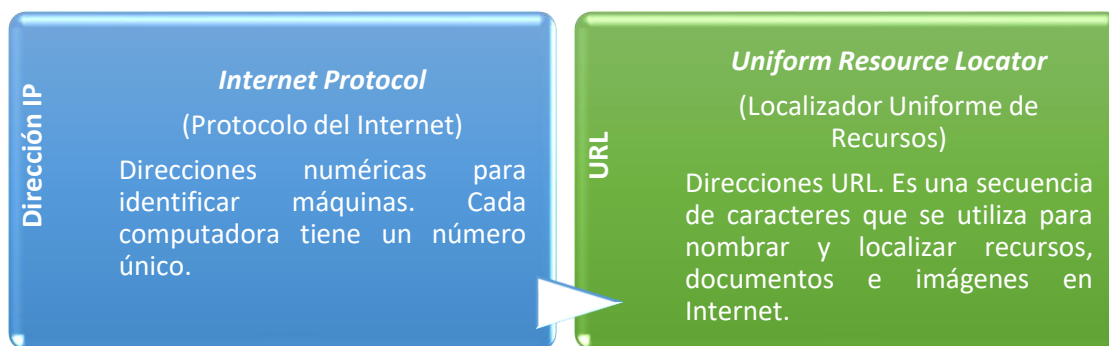 Dirección IP
Internet Protocol
(Protocolo del Internet)
Direcciones numéricas para
identificar máquinas. Cada
computadora tiene un número
único.
URL
Uniform Resource Locator
(Localizador Uniforme de
Recursos)
Direcciones URL. Es una secuencia
de caracteres que se utiliza para
nombrar y localizar recursos,
documentos e imágenes en
Internet.